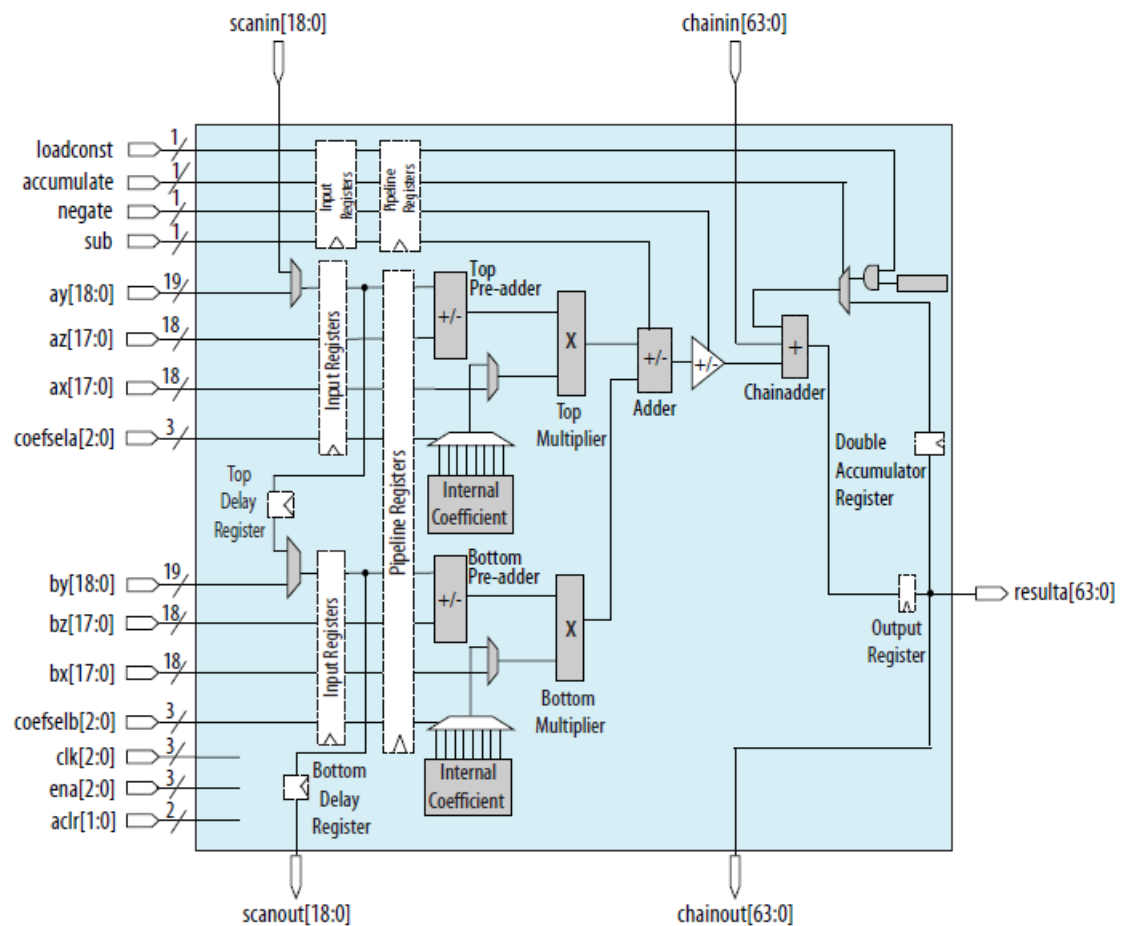 scanin[18:0]
chainin[63:0]
loadconst
1
accumulate
1
negate
1
sub
1
Input
Registers
Pipeline
Registers
ay[18:0]
19
az[17:0]
18
ax[17:0]
18
coefsela[2:0]
3
Input Registers
Top
Pre-adder
+/-
X
Top
Multiplier
+/-
Adder
+/-
+
Chainadder
Internal
Coefficient
Top
Delay
Register
Pipeline Registers
Double
Accumulator
Register
by[18:0]
19
bz[17:0]
18
bx[17:0]
18
coefselb[2:0]
3
clk[2:0]
3
ena[2:0]
3
aclr[1:0]
2
Input Registers
Bottom
Pre-adder
+/-
X
Bottom
Multiplier
Internal
Coefficient
Bottom
Delay
Register
Output
Register
resulta[63:0]
scanout[18:0]
chainout[63:0]